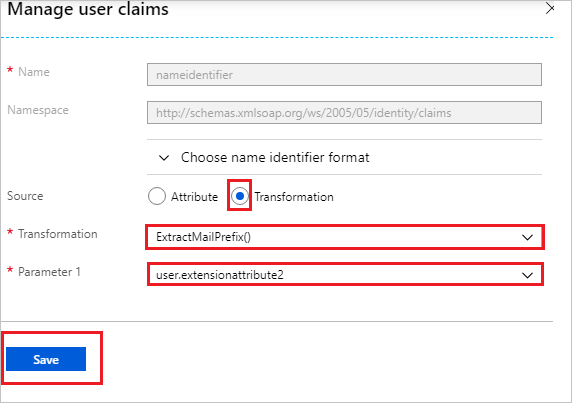 Manage user claims
* Name
nameidentifier
Namespace
http://schemas.xmlsoap.org/ws/2005/05/identity/claims
Choose name identifier format
Source
Attribute
Transformation
* Transformation
ExtractMailPrefix()
* Parameter 1
user.extensionattribute2
Save